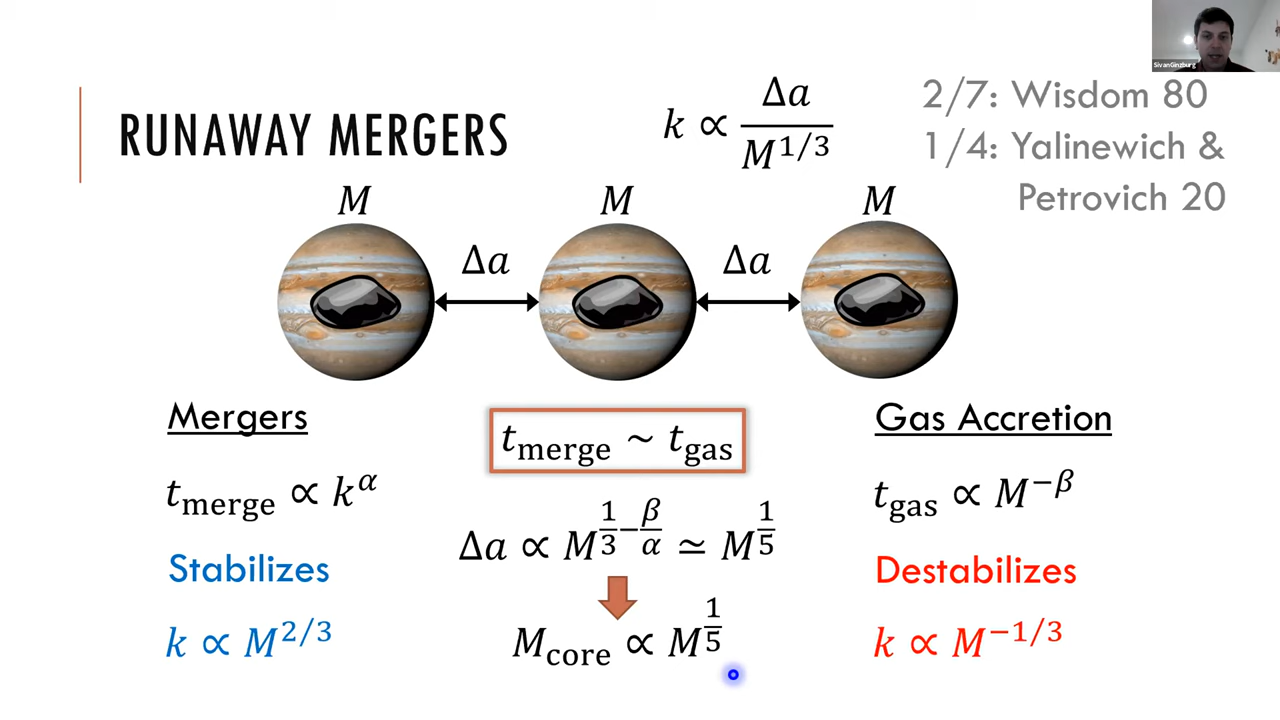 SivanGinzburg
RUNAWAY MERGERS
k ∝ Δa / M^{1/3}
2/7: Wisdom 80
1/4: Yalinewich &
Petrovich 20
M M M
Δa Δa
Mergers
t_merge ∝ k^α
Stabilizes
k ∝ M^{2/3}
t_merge ~ t_gas
Δa ∝ M^{1/3 − β/α} ≃ M^{1/5}
M_core ∝ M^{1/5}
Gas Accretion
t_gas ∝ M^{−β}
Destabilizes
k ∝ M^{−1/3}